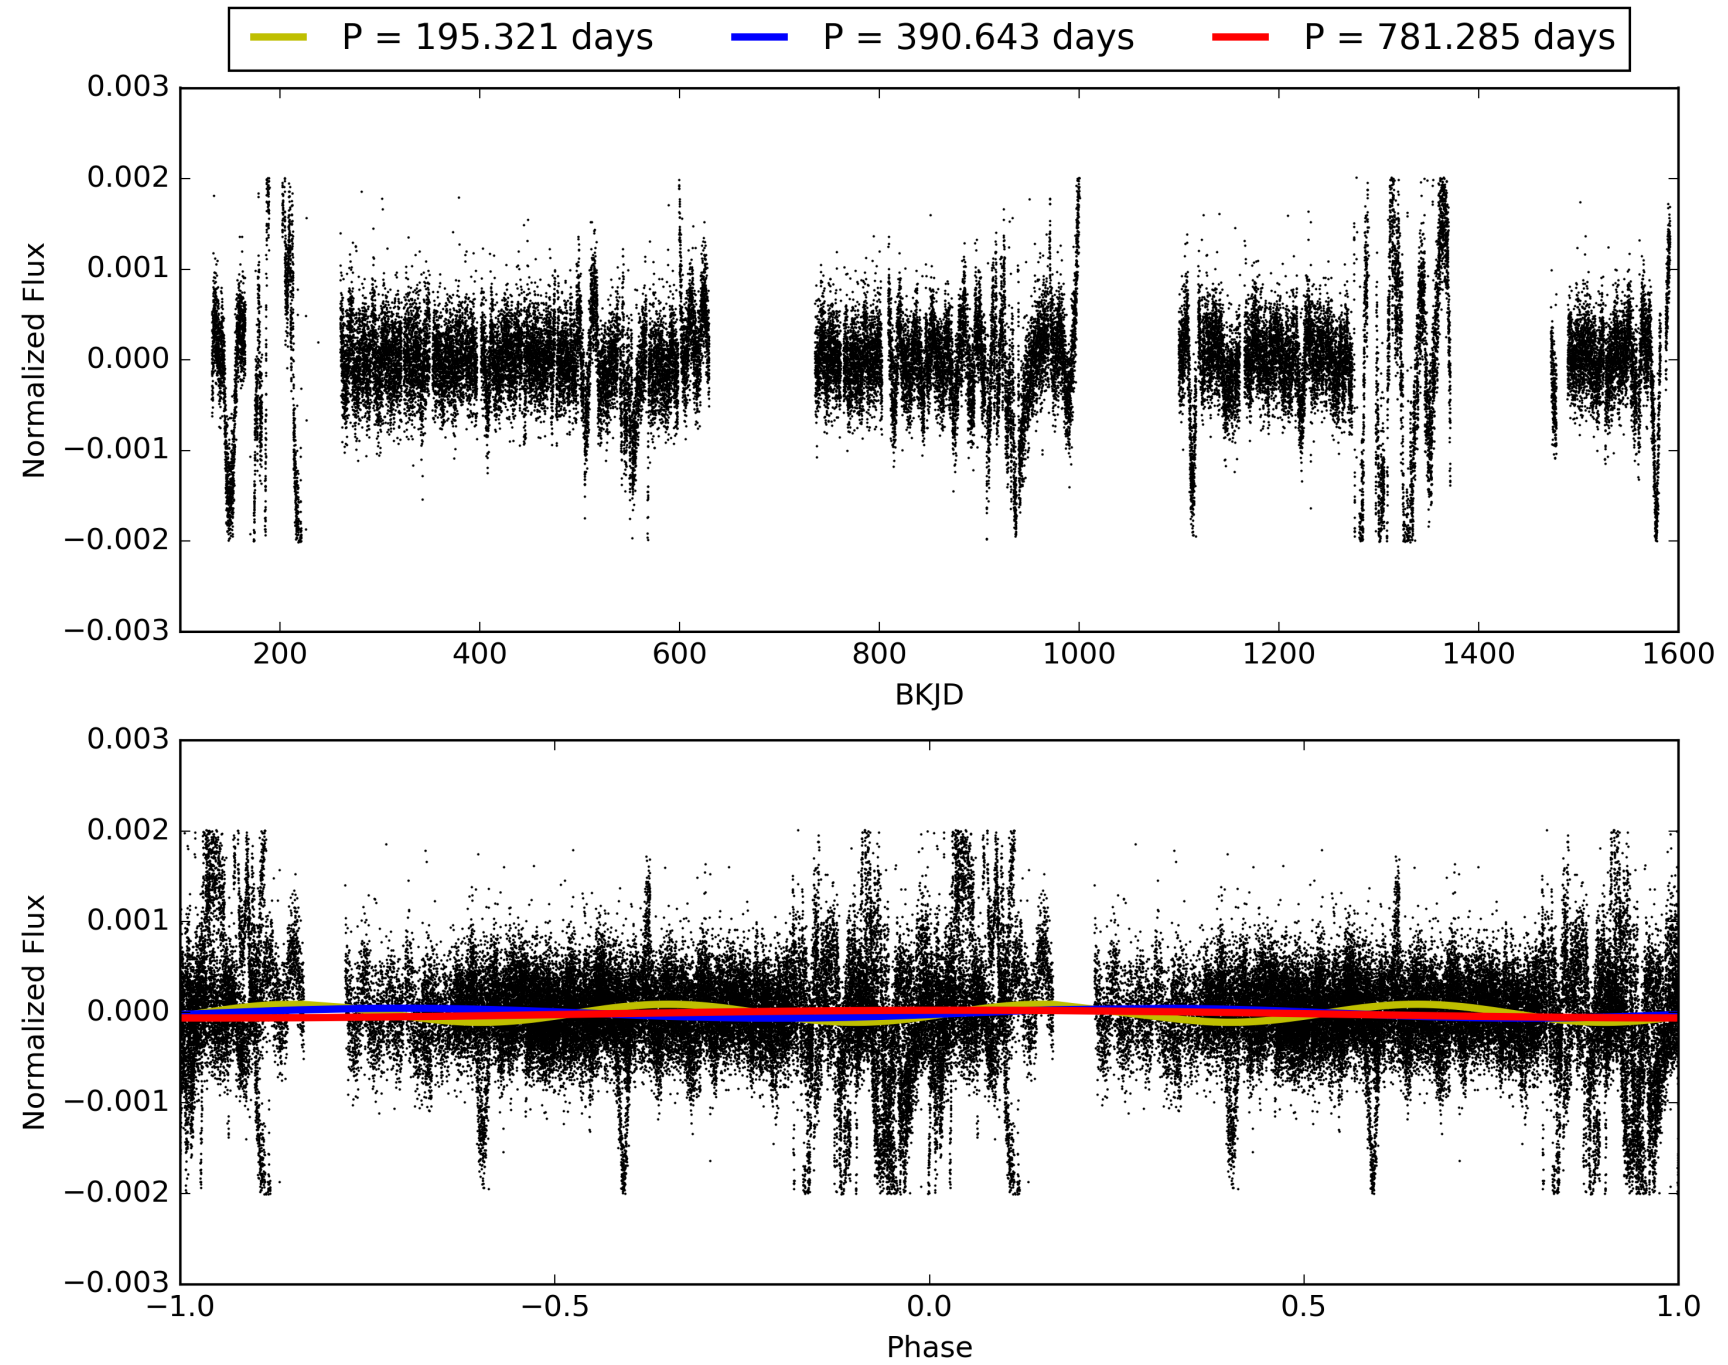 P = 195.321 days P = 390.643 days P = 781.285 days
0.003
0.002
0.001
0.000
−0.001
−0.002
−0.003
Normalized Flux
200 400 600 800 1000 1200 1400 1600
BKJD
0.003
0.002
0.001
0.000
−0.001
−0.002
−0.003
Normalized Flux
−1.0 −0.5 0.0 0.5 1.0
Phase